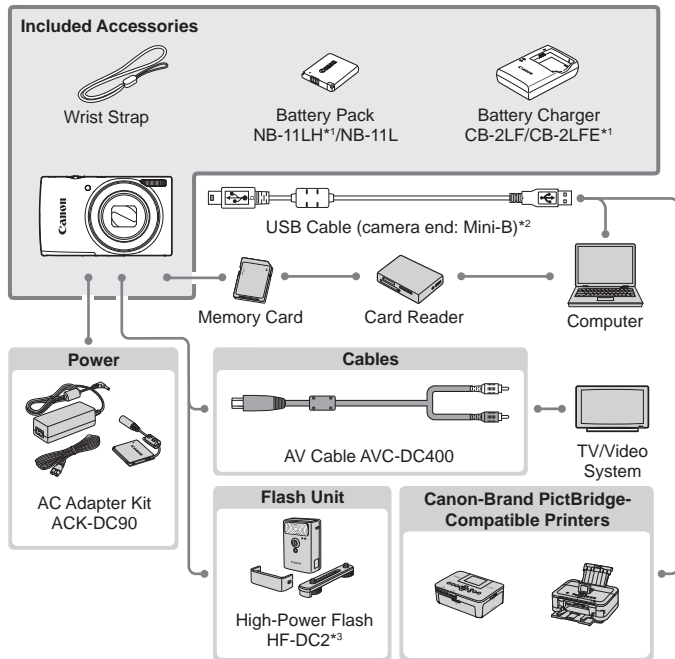 Included Accessories
Wrist Strap
Battery Pack
NB-11LH*1/NB-11L
Battery Charger
CB-2LF/CB-2LFE*1
Canon
USB Cable (camera end: Mini-B)*2
Memory Card
Card Reader
Computer
Power
AC Adapter Kit
ACK-DC90
Cables
AV Cable AVC-DC400
TV/Video
System
Flash Unit
High-Power Flash
HF-DC2*3
Canon-Brand PictBridge-
Compatible Printers